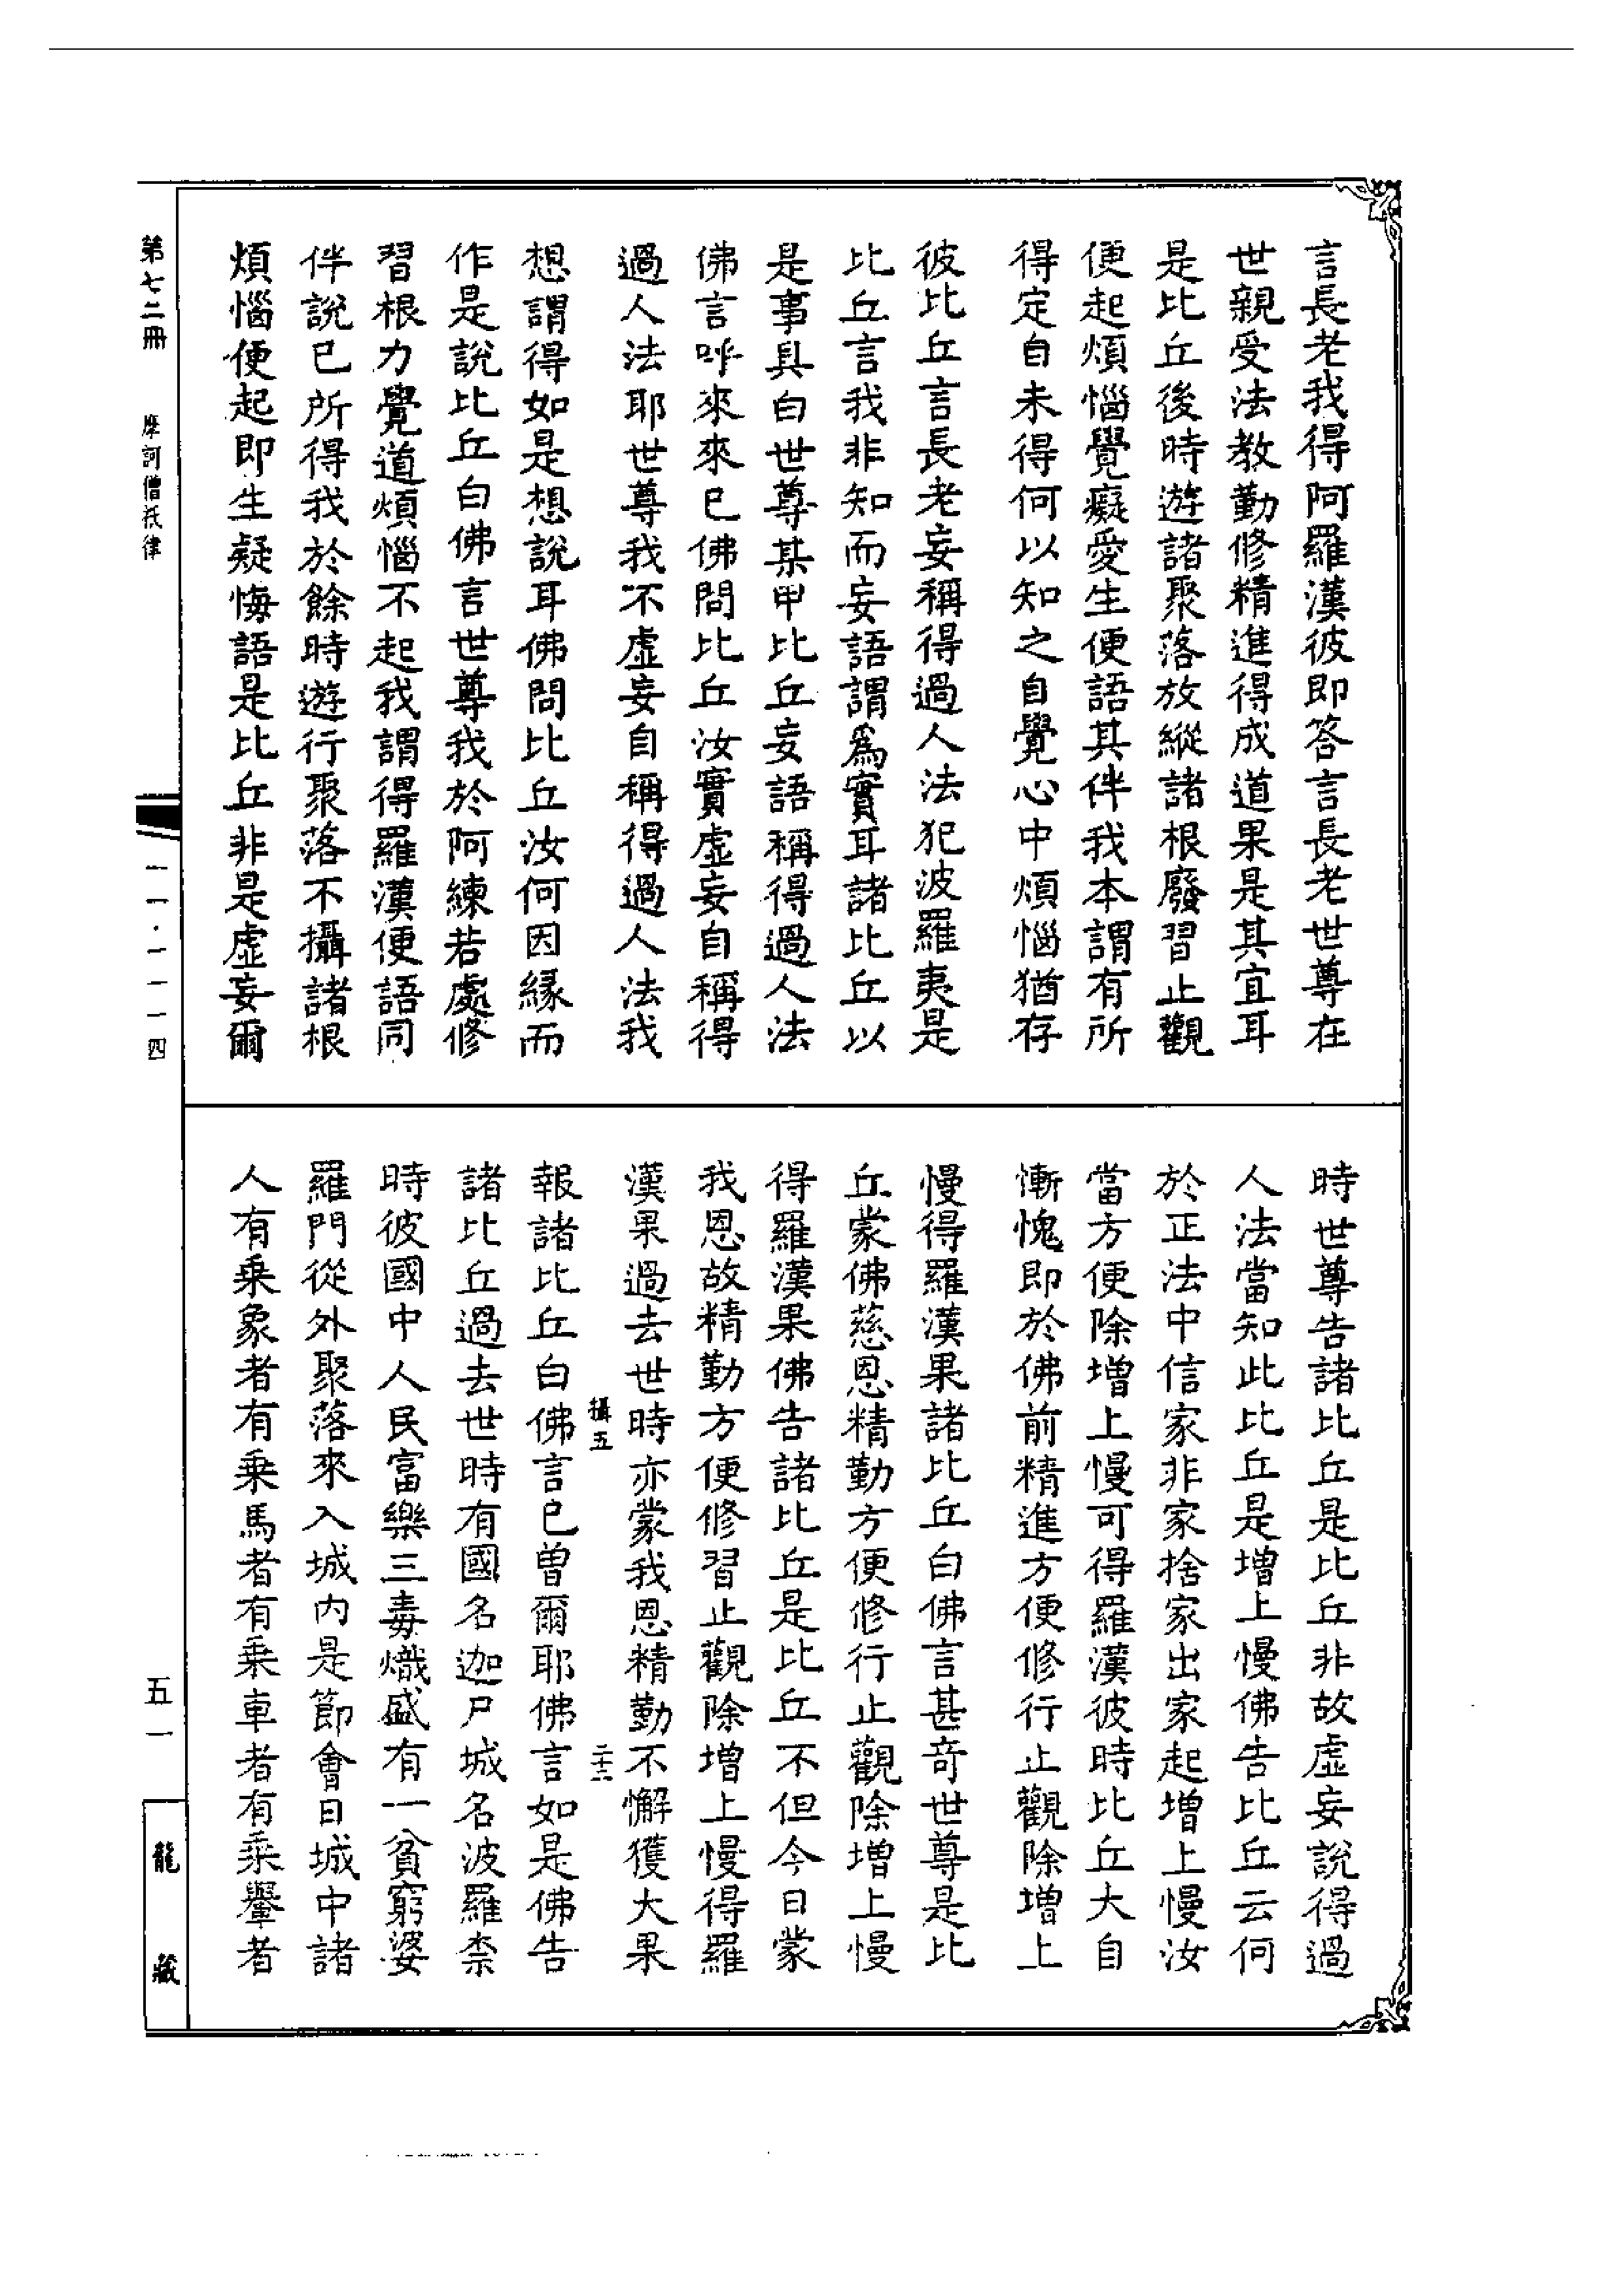 言長老我得阿羅漢彼即答言長老世尊在
世親受法教勤修精進得成道果是其宜耳
是比丘後時遊諸聚落放縱諸根廢習止觀
便起煩惱覺癡愛生便語其伴我本謂有所
得定自未得何以知之自覺心中煩惱猶存
彼比丘言長老妄稱得過人法犯波羅夷是
比丘言我非知而妄語謂為實耳諸比丘以
是事具白世尊某甲比丘妄語稱得過人法
佛言呼來來已佛問比丘汝實虛妄自稱得
過人法耶世尊我不虛妄自稱得過人法我
想謂得如是想說耳佛問比丘汝何因緣而
作是說比丘白佛言世尊我於阿練若處修
習根力覺道煩惱不起我謂得羅漢便語同
伴說已所得我於餘時遊行聚落不攝諸根
煩惱便起即生疑悔語是比丘非是虛妄爾
時世尊告諸比丘是比丘非故虛妄說得過
人法當知此比丘是增上慢佛告比丘云何
於正法中信家非家捨家出家起增上慢汝
當方便除增上慢可得羅漢彼時比丘大自
慚愧即於佛前精進方便修行止觀除增上
慢得羅漢果諸比丘白佛言甚奇世尊是比
丘蒙佛慈恩精勤方便修行止觀除增上慢
得羅漢果佛告諸比丘是比丘不但今日蒙
我恩故精勤方便修習止觀除增上慢得羅
漢果過去世時亦蒙我恩精勤不懈獲大果
攝五 二十二
報諸比丘白佛言已曾爾耶佛言如是佛告
諸比丘過去世時有國名迦尸城名波羅柰
時彼國中人民富樂三毒熾盛有一貧窮婆
羅門從外聚落來入城內是節會日城中諸
人有乘象者有乘馬者有乘車者有乘轝者
第七二冊 摩訶僧祇律
一一·一一一四
五一
龍藏